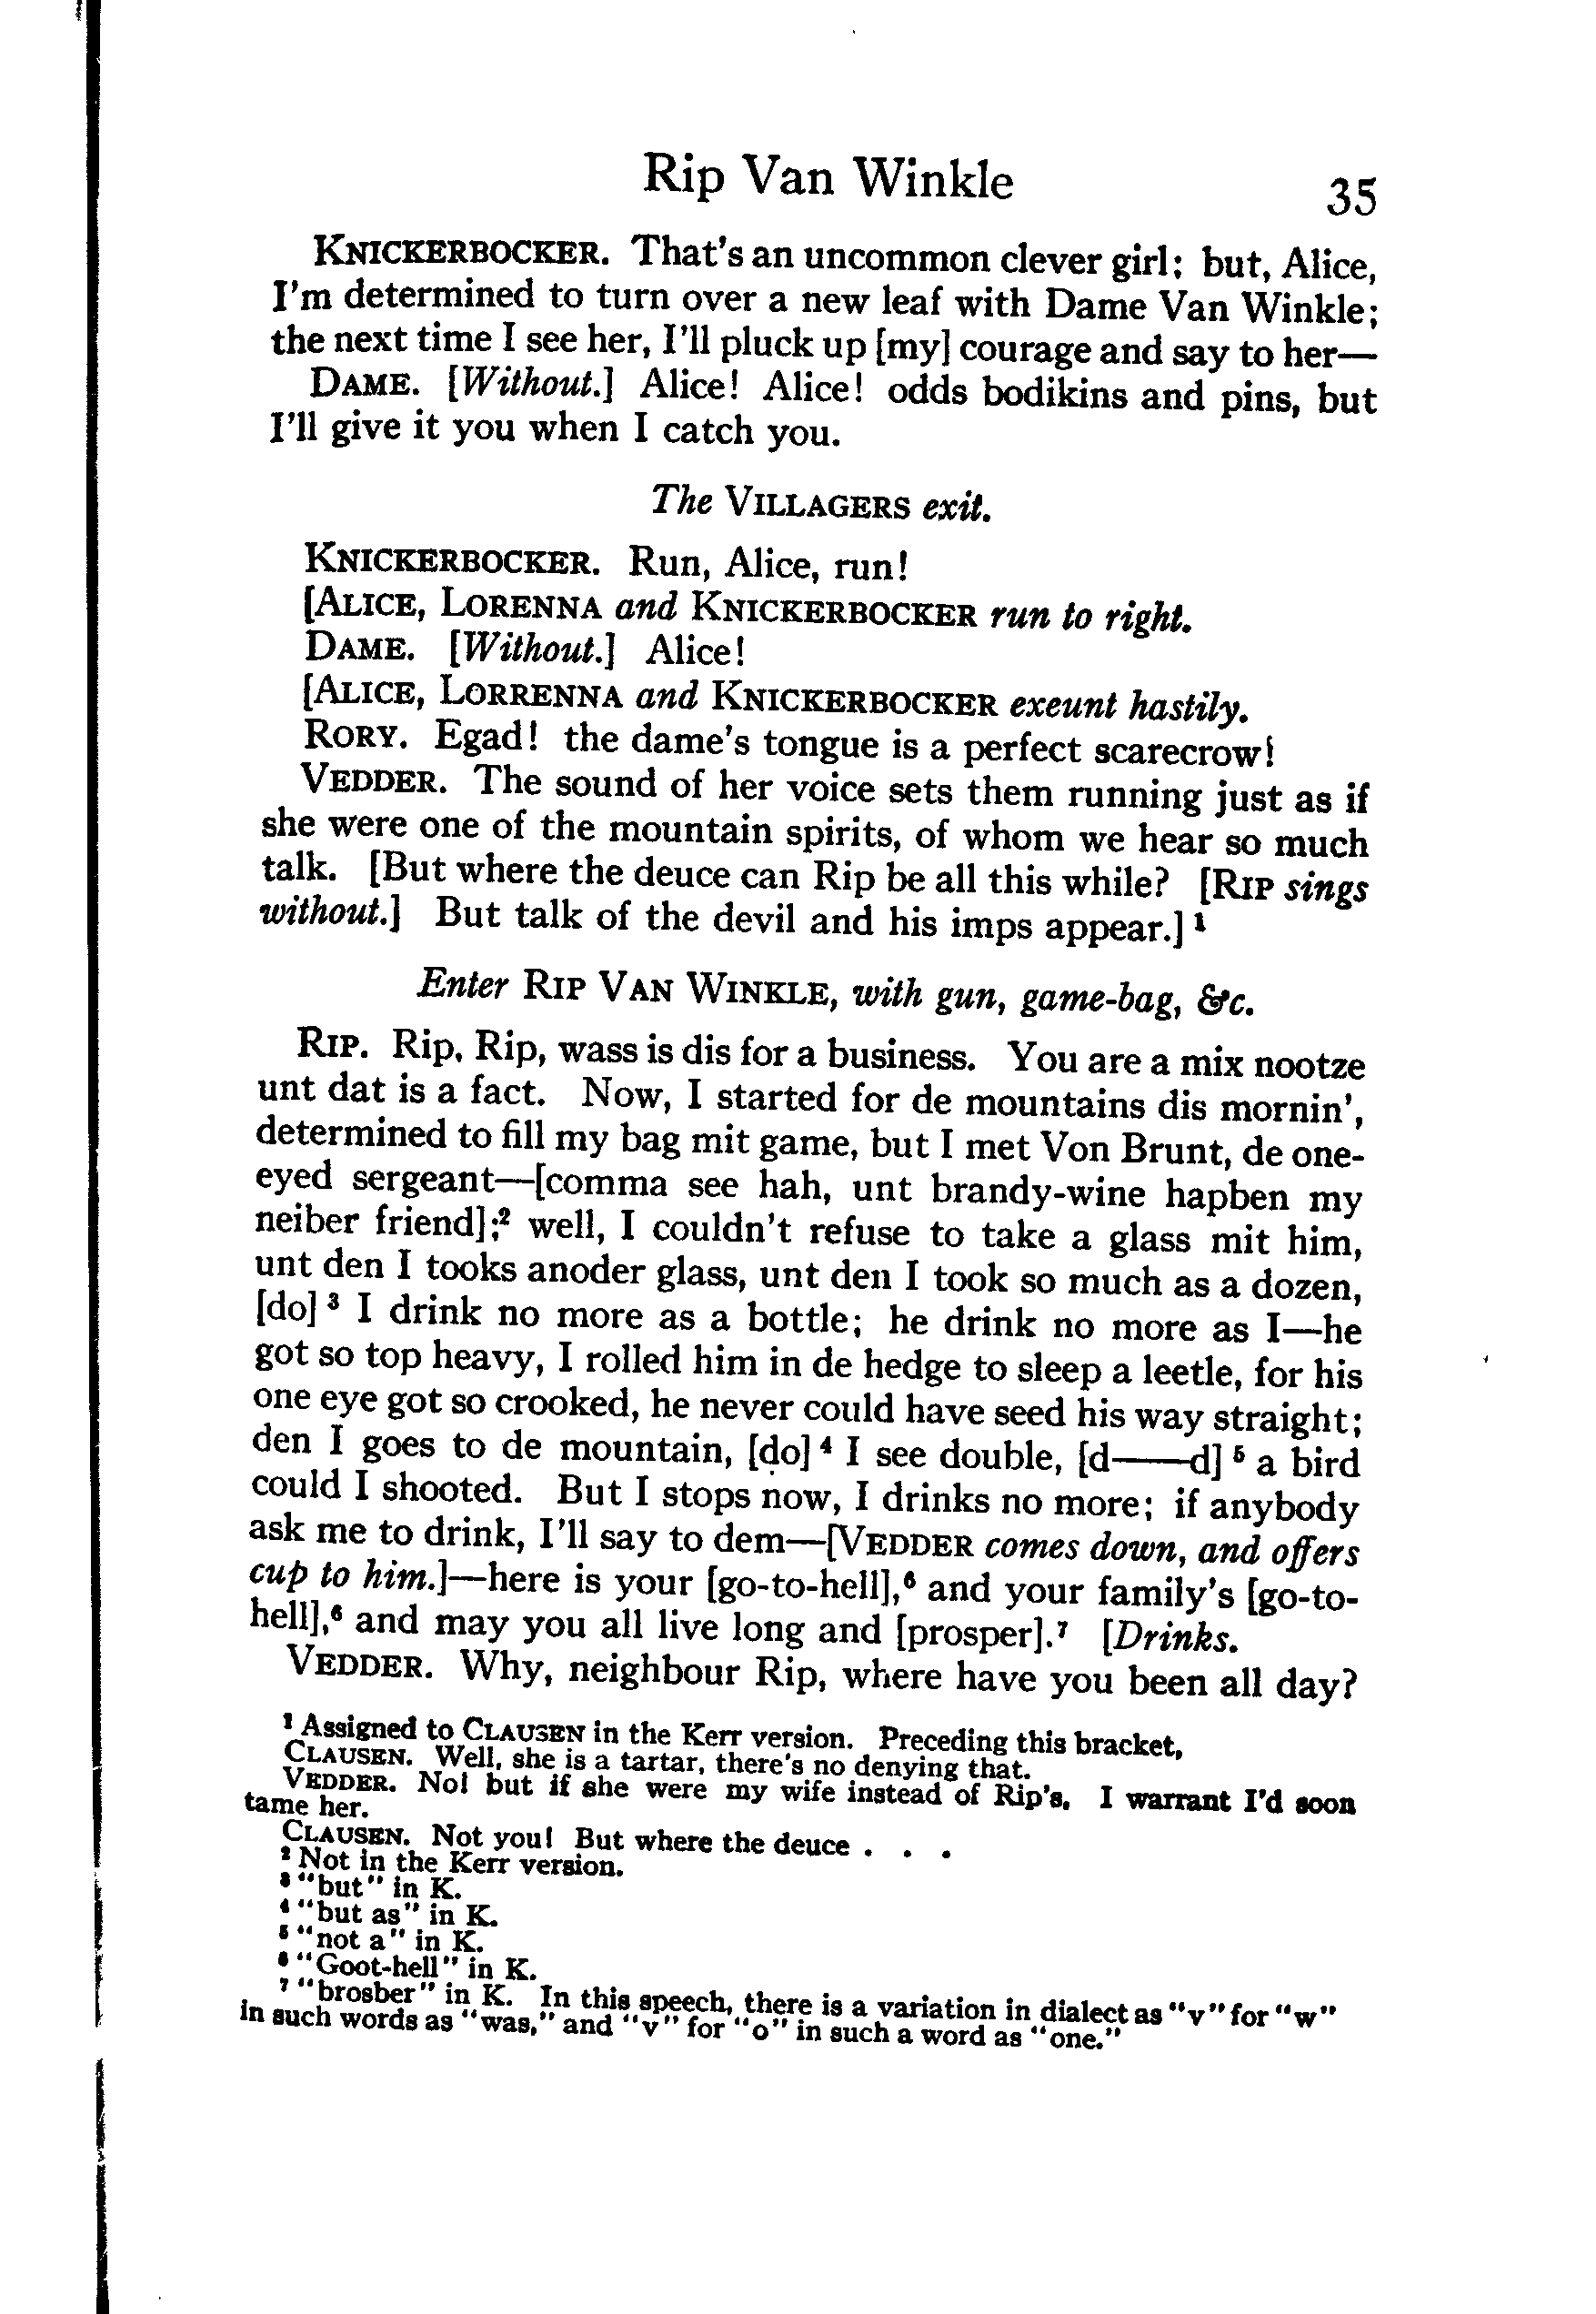 Rip Van Winkle
35
KNICKERBOCKER. That's an uncommon clever girl; but, Alice,
I'm determined to turn over a new leaf with Dame Van Winkle;
the next time I see her, I'll pluck up [my] courage and say to her—
DAME. [Without.] Alice! Alice! odds bodikins and pins, but
I'll give it you when I catch you.
The VILLAGERS exit.
KNICKERBOCKER. Run, Alice, run!
[ALICE, LORENNA and KNICKERBOCKER run to right.
DAME. [Without.] Alice!
[ALICE, LORRENNA and KNICKERBOCKER exeunt hastily.
RORY. Egad! the dame's tongue is a perfect scarecrow!
VEDDER. The sound of her voice sets them running just as if
she were one of the mountain spirits, of whom we hear so much
talk. [But where the deuce can Rip be all this while? [RIP sings
without.] But talk of the devil and his imps appear.] ¹
Enter RIP VAN WINKLE, with gun, game-bag, &c.
RIP. Rip, Rip, wass is dis for a business. You are a mix nootze
unt dat is a fact. Now, I started for de mountains dis mornin',
determined to fill my bag mit game, but I met Von Brunt, de one-
eyed sergeant—[comma see hah, unt brandy-wine hapben my
neiber friend];² well, I couldn't refuse to take a glass mit him,
unt den I tooks anoder glass, unt den I took so much as a dozen,
[do] ³ I drink no more as a bottle; he drink no more as I—he
got so top heavy, I rolled him in de hedge to sleep a leetle, for his
one eye got so crooked, he never could have seed his way straight;
den I goes to de mountain, [do] ⁴ I see double, [d——d] ⁵ a bird
could I shooted. But I stops now, I drinks no more; if anybody
ask me to drink, I'll say to dem—[VEDDER comes down, and offers
cup to him.]—here is your [go-to-hell],⁶ and your family's [go-to-
hell],⁶ and may you all live long and [prosper].⁷ [Drinks.
VEDDER. Why, neighbour Rip, where have you been all day?
¹ Assigned to CLAUSEN in the Kerr version. Preceding this bracket,
CLAUSEN. Well, she is a tartar, there's no denying that.
VEDDER. No! but if she were my wife instead of Rip's, I warrant I'd soon
tame her.
CLAUSEN. Not you! But where the deuce . . .
² Not in the Kerr version.
³ "but" in K.
⁴ "but as" in K.
⁵ "not a" in K.
⁶ "Goot-hell" in K.
⁷ "brosber" in K. In this speech, there is a variation in dialect as "v" for "w"
in such words as "was," and "v" for "o" in such a word as "one."